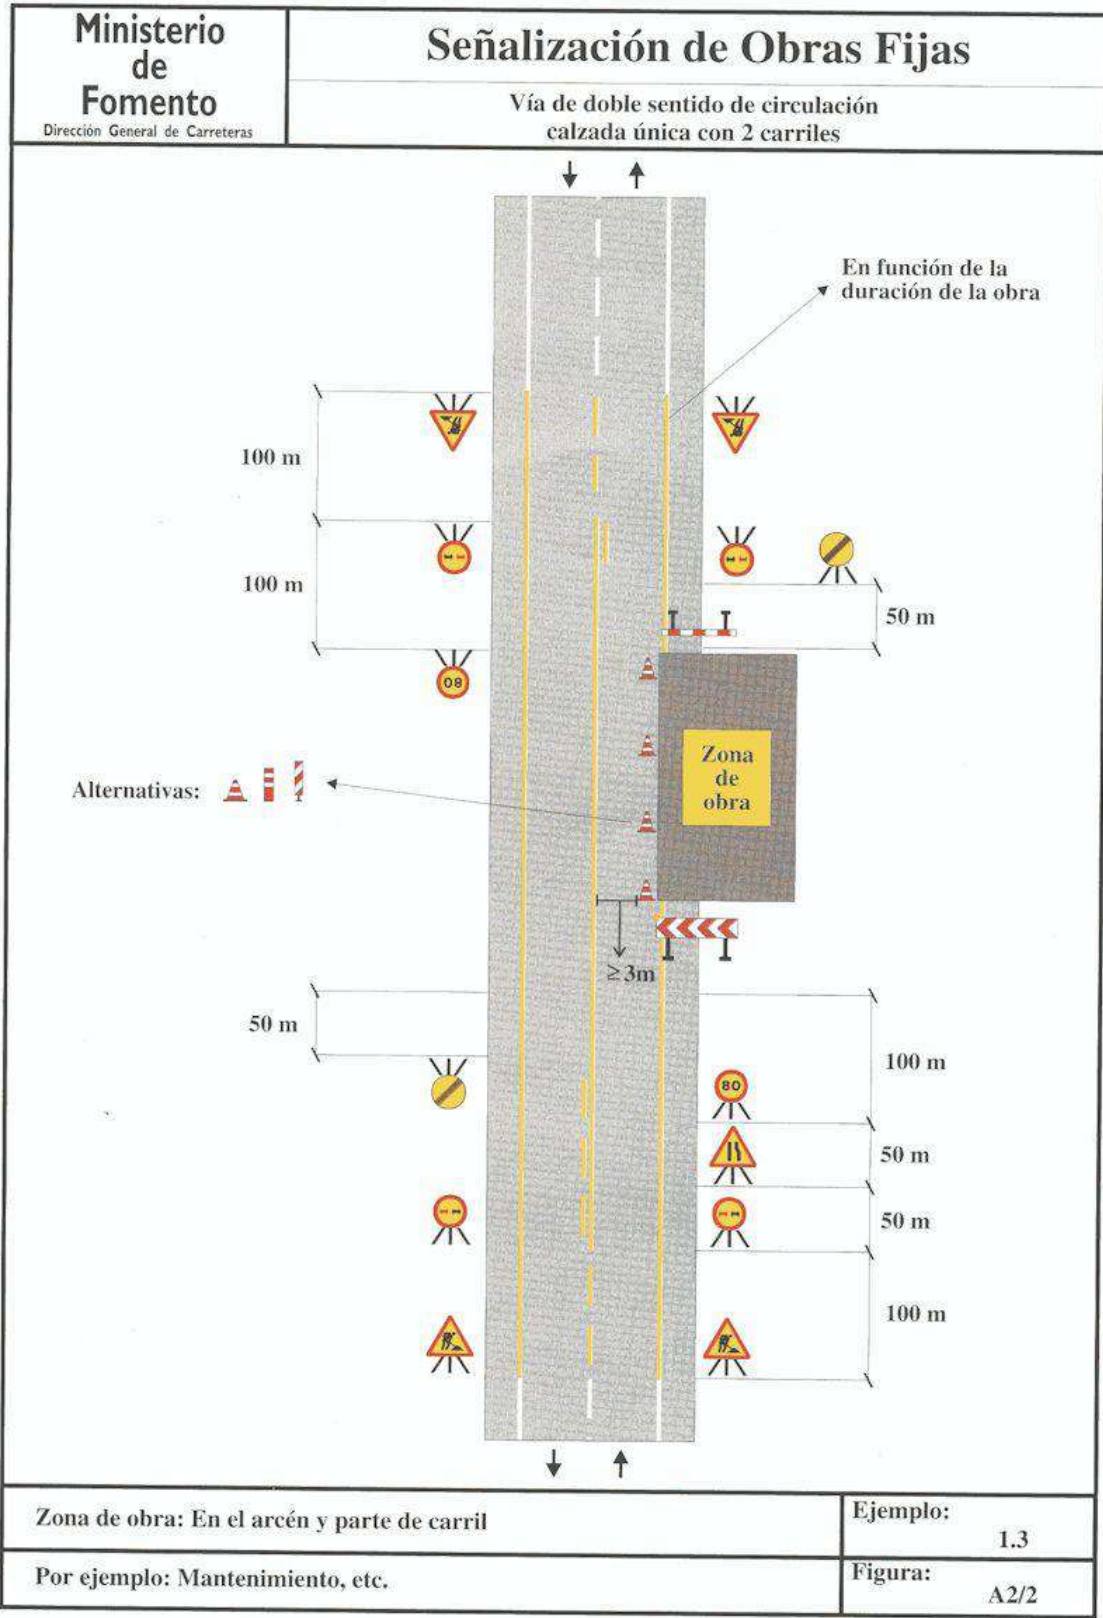 Ministerio
de
Fomento
Dirección General de Carreteras
Señalización de Obras Fijas
Vía de doble sentido de circulación
calzada única con 2 carriles
En función de la
duración de la obra
100 m
100 m
50 m
80
Zona
de
obra
Alternativas:
≥3m
50 m
100 m
80
50 m
50 m
100 m
Zona de obra: En el arcén y parte de carril
Ejemplo:
1.3
Por ejemplo: Mantenimiento, etc.
Figura:
A2/2